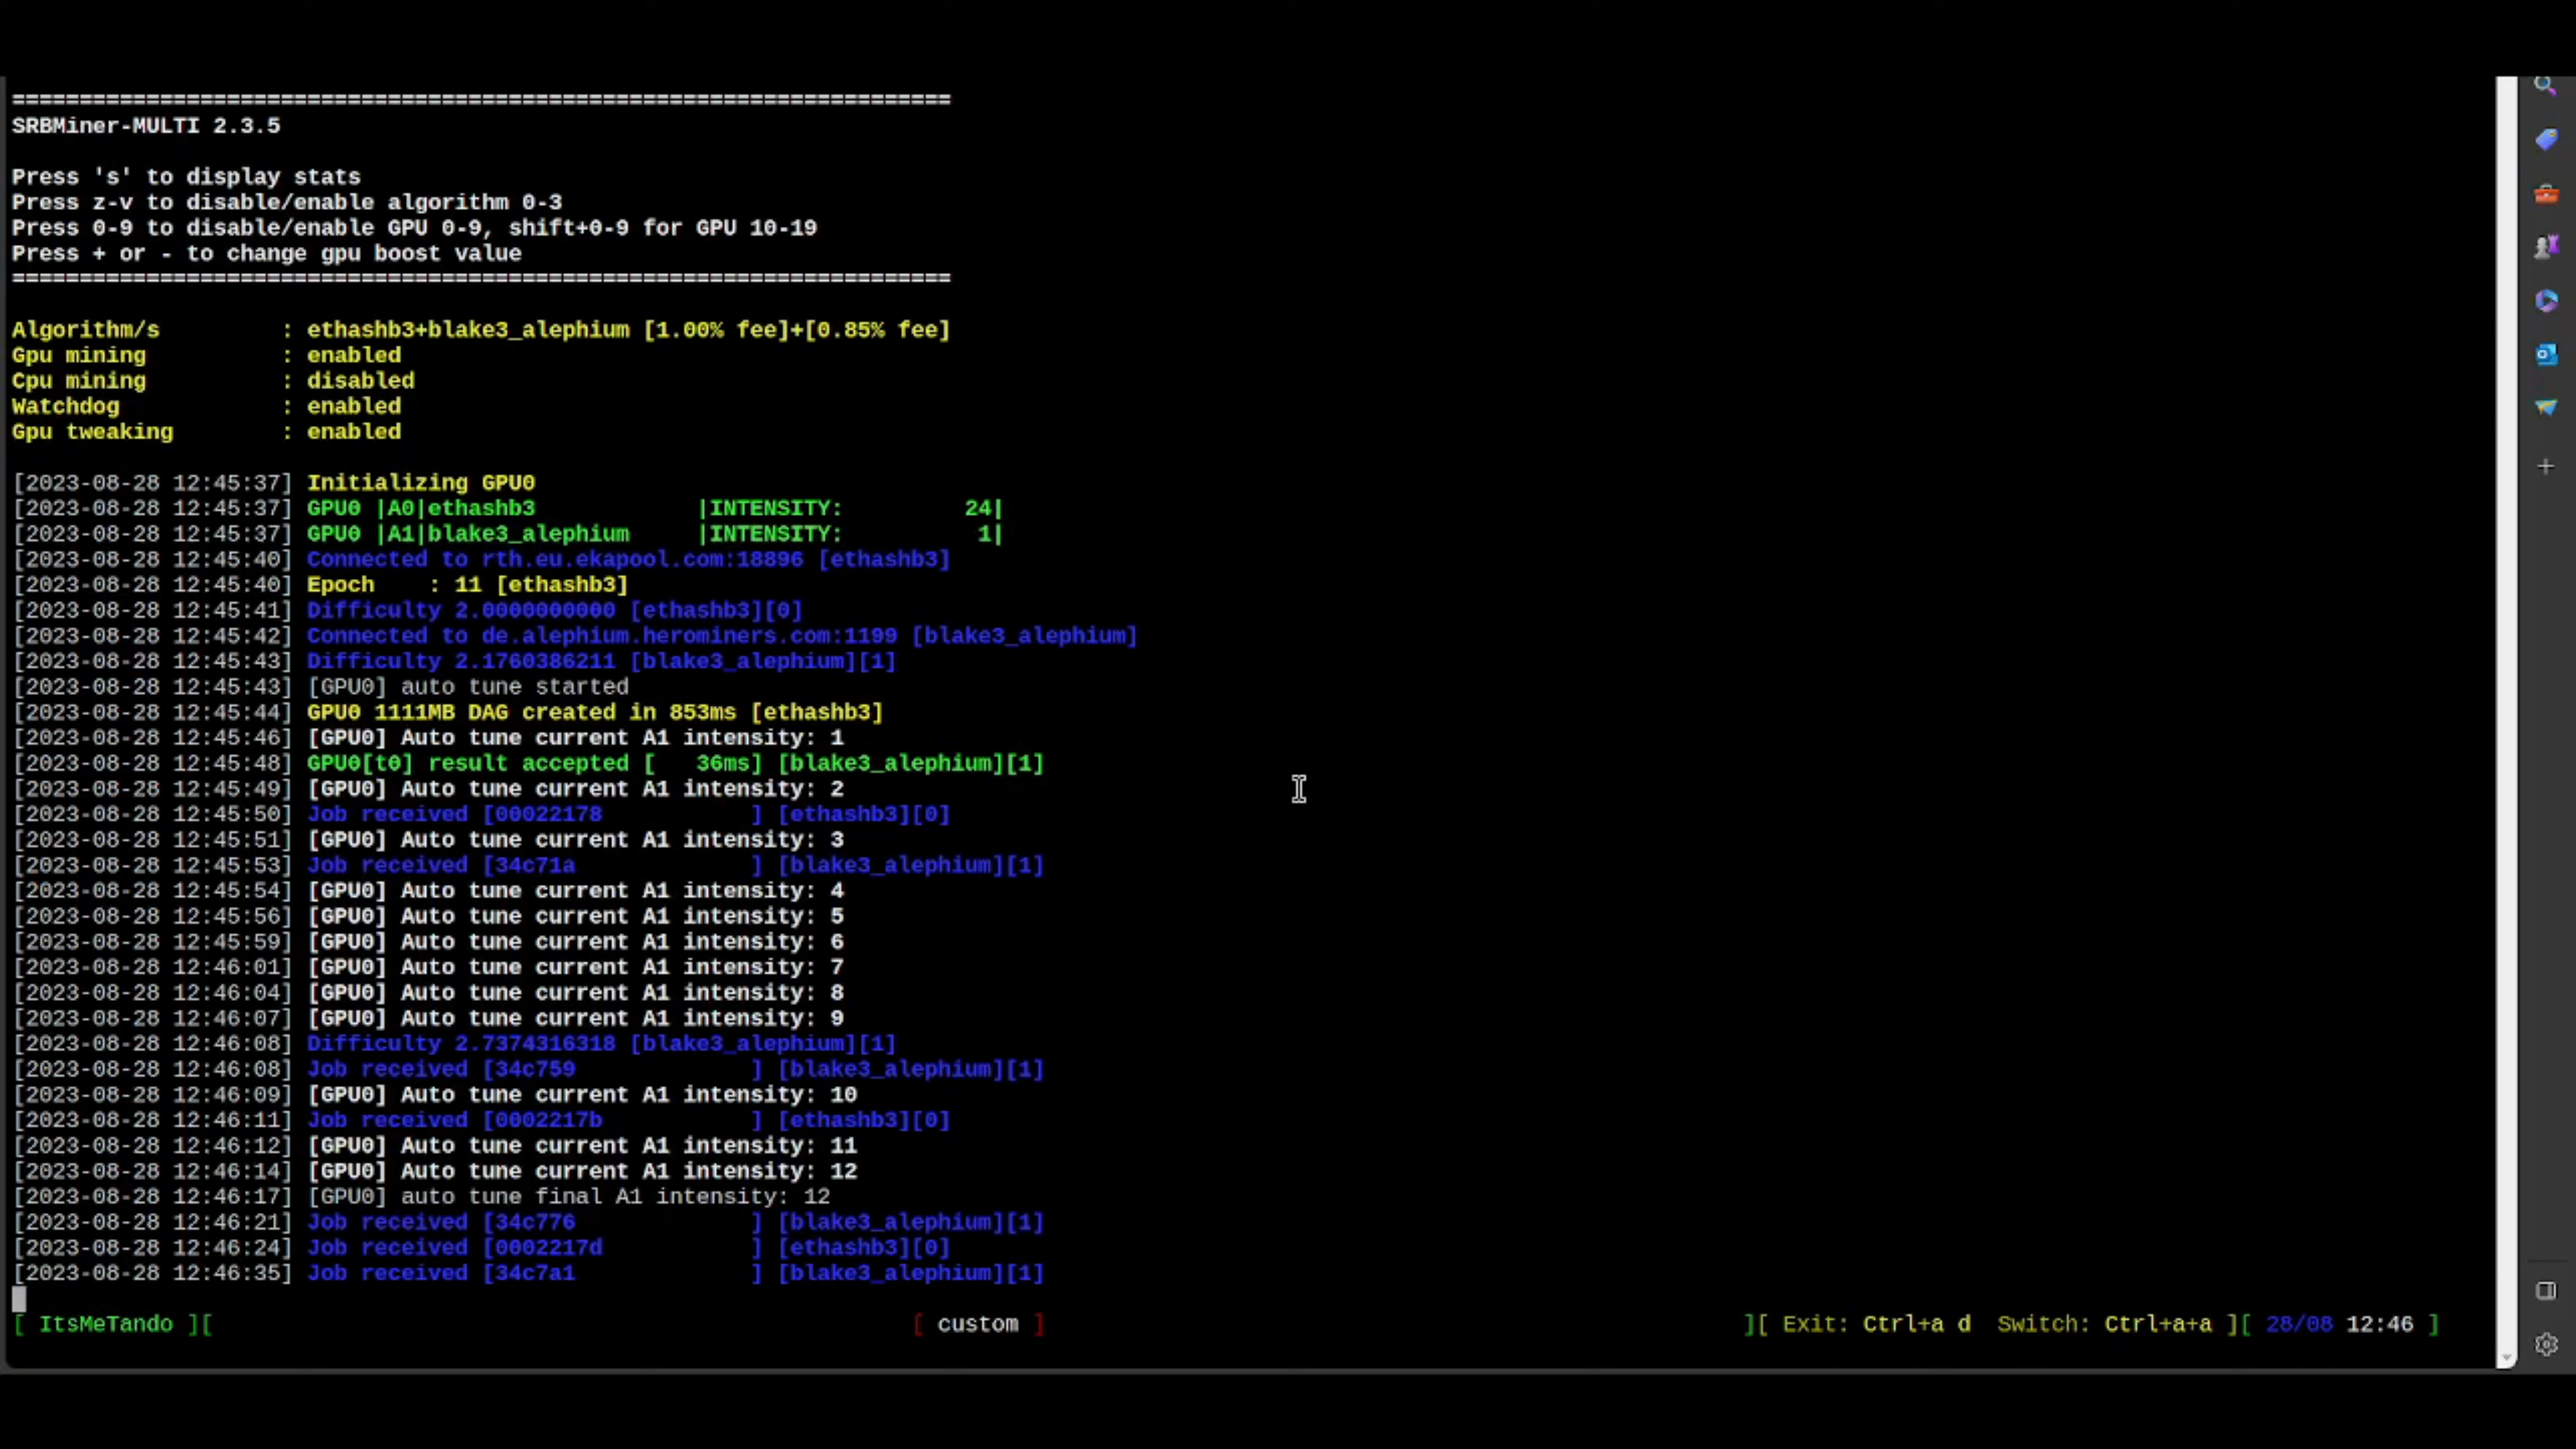 ======================================================================
SRBMiner-MULTI 2.3.5
Press 's' to display stats
Press z-v to disable/enable algorithm 0-3
Press 0-9 to disable/enable GPU 0-9, shift+0-9 for GPU 10-19
Press + or - to change gpu boost value
======================================================================
Algorithm/s         : ethashb3+blake3_alephium [1.00% fee]+[0.85% fee]
Gpu mining          : enabled
Cpu mining          : disabled
Watchdog            : enabled
Gpu tweaking        : enabled
[2023-08-28 12:45:37] Initializing GPU0
[2023-08-28 12:45:37] GPU0 |A0|ethashb3            |INTENSITY:         24|
[2023-08-28 12:45:37] GPU0 |A1|blake3_alephium     |INTENSITY:          1|
[2023-08-28 12:45:40] Connected to rth.eu.ekapool.com:18896 [ethashb3]
[2023-08-28 12:45:40] Epoch    : 11 [ethashb3]
[2023-08-28 12:45:41] Difficulty 2.0000000000 [ethashb3][0]
[2023-08-28 12:45:42] Connected to de.alephium.herominers.com:1199 [blake3_alephium]
[2023-08-28 12:45:43] Difficulty 2.1760386211 [blake3_alephium][1]
[2023-08-28 12:45:43] [GPU0] auto tune started
[2023-08-28 12:45:44] GPU0 1111MB DAG created in 853ms [ethashb3]
[2023-08-28 12:45:46] [GPU0] Auto tune current A1 intensity: 1
[2023-08-28 12:45:48] GPU0[t0] result accepted [   36ms] [blake3_alephium][1]
[2023-08-28 12:45:49] [GPU0] Auto tune current A1 intensity: 2
[2023-08-28 12:45:50] Job received [00022178           ] [ethashb3][0]
[2023-08-28 12:45:51] [GPU0] Auto tune current A1 intensity: 3
[2023-08-28 12:45:53] Job received [34c71a             ] [blake3_alephium][1]
[2023-08-28 12:45:54] [GPU0] Auto tune current A1 intensity: 4
[2023-08-28 12:45:56] [GPU0] Auto tune current A1 intensity: 5
[2023-08-28 12:45:59] [GPU0] Auto tune current A1 intensity: 6
[2023-08-28 12:46:01] [GPU0] Auto tune current A1 intensity: 7
[2023-08-28 12:46:04] [GPU0] Auto tune current A1 intensity: 8
[2023-08-28 12:46:07] [GPU0] Auto tune current A1 intensity: 9
[2023-08-28 12:46:08] Difficulty 2.7374316318 [blake3_alephium][1]
[2023-08-28 12:46:08] Job received [34c759             ] [blake3_alephium][1]
[2023-08-28 12:46:09] [GPU0] Auto tune current A1 intensity: 10
[2023-08-28 12:46:11] Job received [0002217b           ] [ethashb3][0]
[2023-08-28 12:46:12] [GPU0] Auto tune current A1 intensity: 11
[2023-08-28 12:46:14] [GPU0] Auto tune current A1 intensity: 12
[2023-08-28 12:46:17] [GPU0] auto tune final A1 intensity: 12
[2023-08-28 12:46:21] Job received [34c776             ] [blake3_alephium][1]
[2023-08-28 12:46:24] Job received [0002217d           ] [ethashb3][0]
[2023-08-28 12:46:35] Job received [34c7a1             ] [blake3_alephium][1]
[ ItsMeTando ][ [ custom ] ][ Exit: Ctrl+a d  Switch: Ctrl+a+a ][ 28/08 12:46 ]